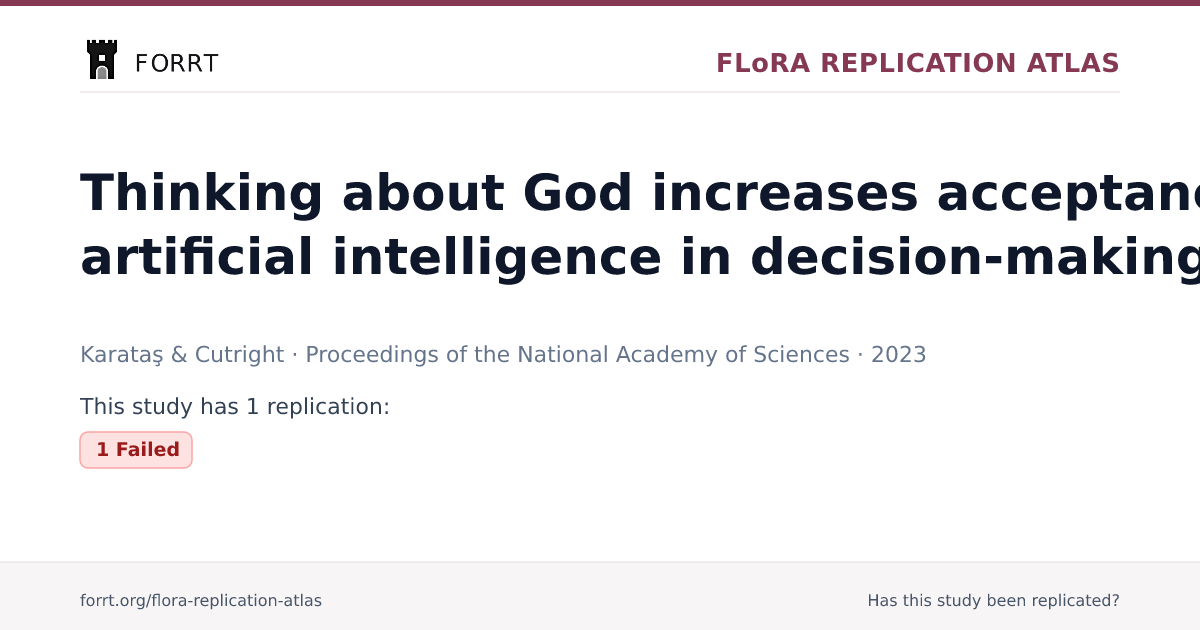 FORRT
FLoRA REPLICATION ATLAS
Thinking about God increases
artificial intelligence in decision-making
Karataş & Cutright · Proceedings of the National Academy of Sciences · 2023
This study has 1 replication:
1 Failed
forrt.org/flora-replication-atlas
Has this study been replicated?